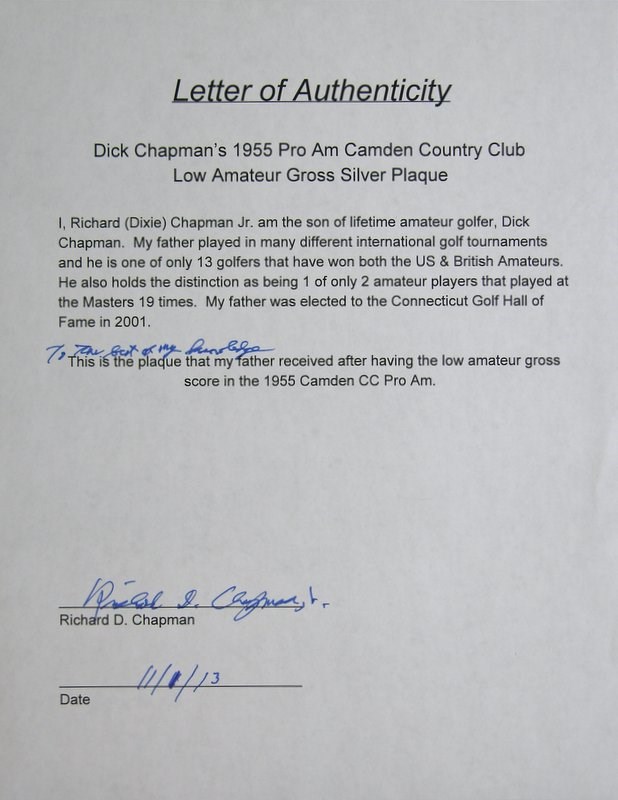 Letter of Authenticity
Dick Chapman's 1955 Pro Am Camden Country Club
Low Amateur Gross Silver Plaque
I, Richard (Dixie) Chapman Jr. am the son of lifetime amateur golfer, Dick
Chapman. My father played in many different international golf tournaments
and he is one of only 13 golfers that have won both the US & British Amateurs.
He also holds the distinction as being 1 of only 2 amateur players that played at
the Masters 19 times. My father was elected to the Connecticut Golf Hall of
Fame in 2001.
To The best of my knowledge
This is the plaque that my father received after having the low amateur gross
score in the 1955 Camden CC Pro Am.
Richard D. Chapman, Jr.
Richard D. Chapman
11/1/13
Date